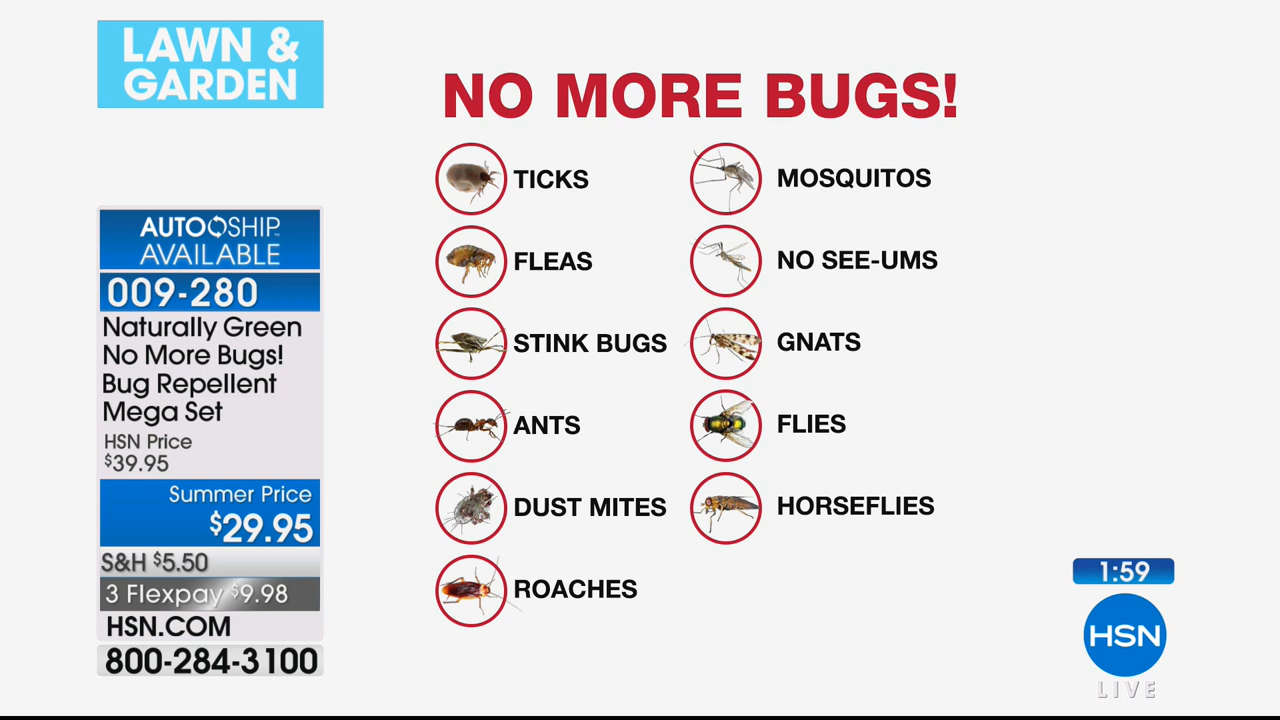 LAWN &
GARDEN
NO MORE BUGS!
TICKS
MOSQUITOS
FLEAS
NO SEE-UMS
STINK BUGS
GNATS
ANTS
FLIES
DUST MITES
HORSEFLIES
ROACHES
AUTOSHIP
AVAILABLE
009-280
Naturally Green
No More Bugs!
Bug Repellent
Mega Set
HSN Price
$39.95
Summer Price
$29.95
S&H $5.50
3 Flexpay $9.98
HSN.COM
800-284-3100
1:59
HSN
LIVE